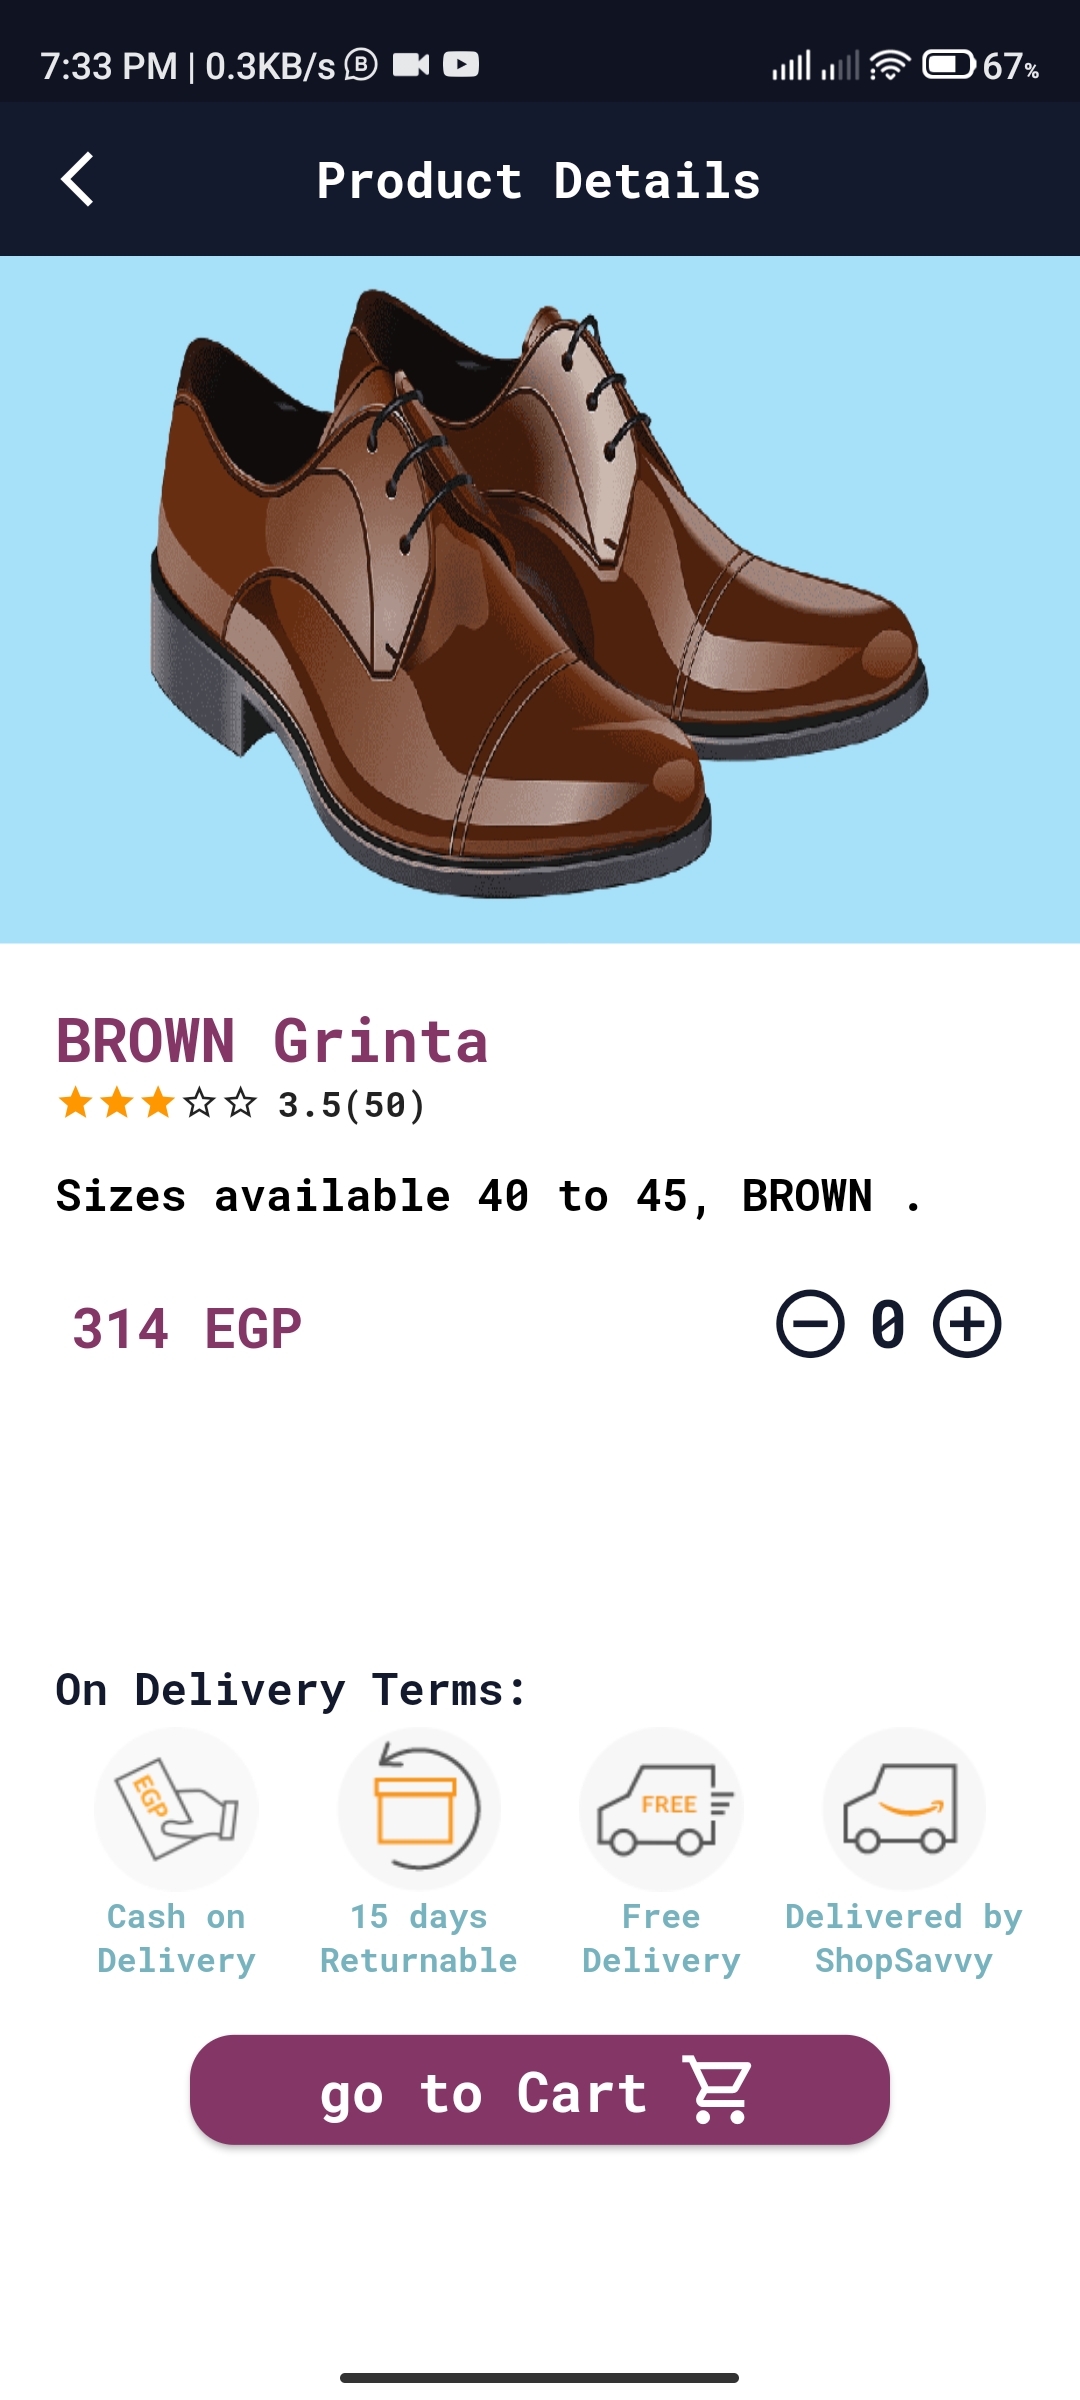 7:33 PM | 0.3KB/s B 67%
Product Details
BROWN Grinta
3.5(50)
Sizes available 40 to 45, BROWN .
314 EGP 0
On Delivery Terms:
EGP FREE
Cash on 15 days Free Delivered by
Delivery Returnable Delivery ShopSavvy
go to Cart